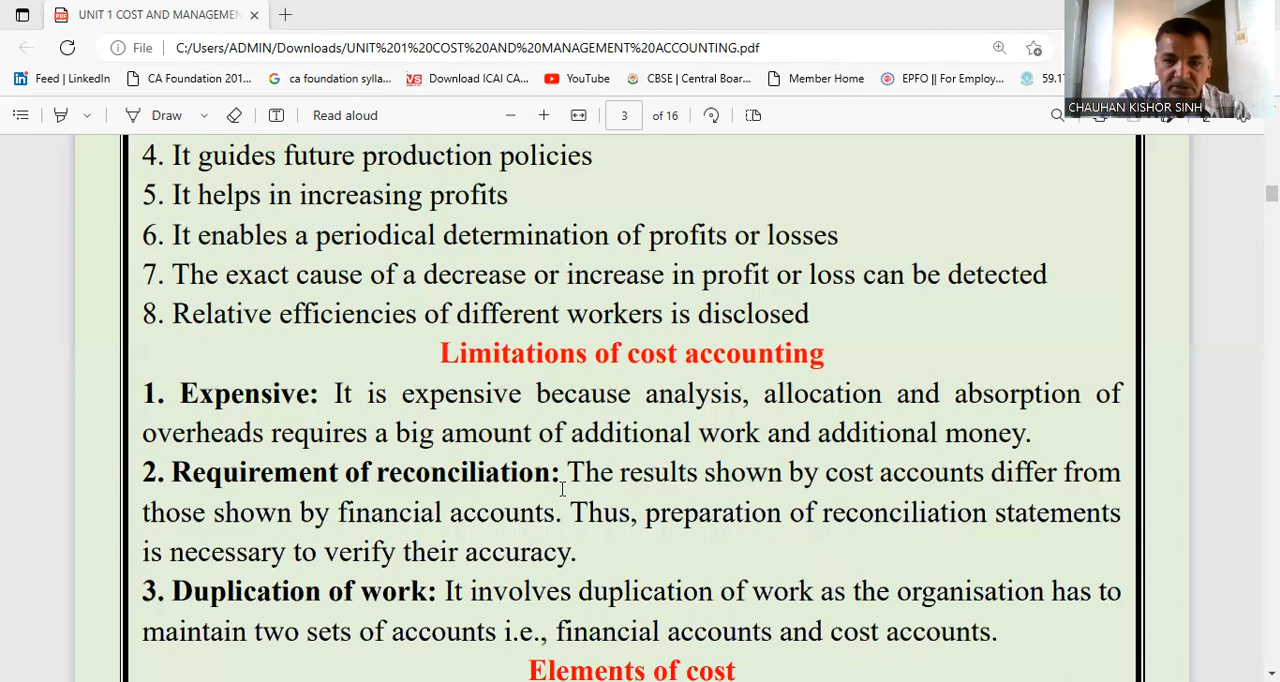 UNIT 1 COST AND MANAGEMEN
File C:/Users/ADMIN/Downloads/UNIT%201%20COST%20AND%20MANAGEMENT%20ACCOUNTING.pdf
Feed | LinkedIn CA Foundation 201... ca foundation sylla... Download ICAI CA... YouTube CBSE | Central Boar... Member Home EPFO || For Employ... 59.1
CHAUHAN KISHOR SINH
Draw Read aloud 3 of 16
4. It guides future production policies
5. It helps in increasing profits
6. It enables a periodical determination of profits or losses
7. The exact cause of a decrease or increase in profit or loss can be detected
8. Relative efficiencies of different workers is disclosed
Limitations of cost accounting
1. Expensive: It is expensive because analysis, allocation and absorption of
overheads requires a big amount of additional work and additional money.
2. Requirement of reconciliation: The results shown by cost accounts differ from
those shown by financial accounts. Thus, preparation of reconciliation statements
is necessary to verify their accuracy.
3. Duplication of work: It involves duplication of work as the organisation has to
maintain two sets of accounts i.e., financial accounts and cost accounts.
Elements of cost